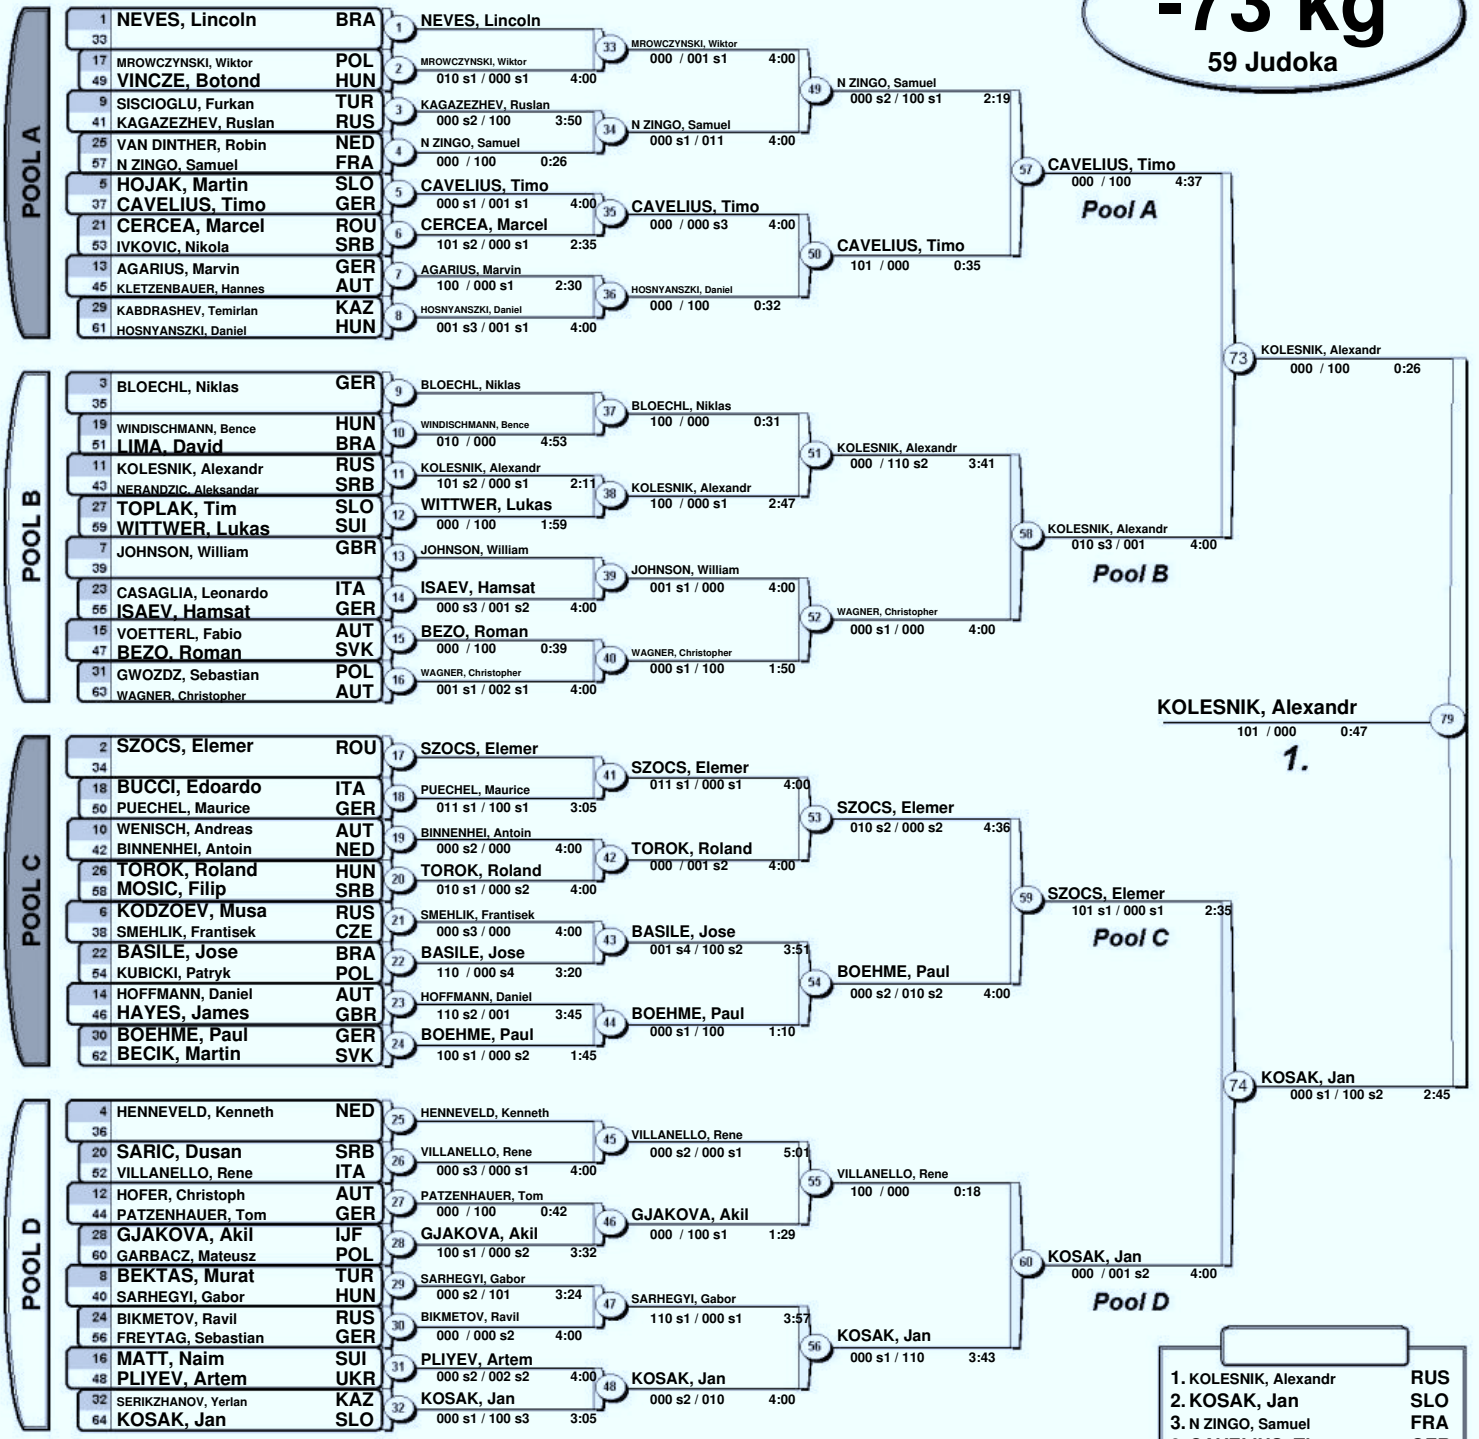 -73 kg
59 Judoka
POOL A
1 NEVES, Lincoln BRA
33
17 MROWCZYNSKI, Wiktor POL
49 VINCZE, Botond HUN
9 SISCIOGLU, Furkan TUR
41 KAGAZEZHEV, Ruslan RUS
25 VAN DINTHER, Robin NED
57 N ZINGO, Samuel FRA
5 HOJAK, Martin SLO
37 CAVELIUS, Timo GER
21 CERCEA, Marcel ROU
53 IVKOVIC, Nikola SRB
13 AGARIUS, Marvin GER
45 KLETZENBAUER, Hannes AUT
29 KABDRASHEV, Temirlan KAZ
61 HOSNYANSZKI, Daniel HUN
1 NEVES, Lincoln
2 MROWCZYNSKI, Wiktor
010 s1 / 000 s1 4:00
3 KAGAZEZHEV, Ruslan
000 s2 / 100 3:50
4 N ZINGO, Samuel
000 / 100 0:26
5 CAVELIUS, Timo
000 s1 / 001 s1 4:00
6 CERCEA, Marcel
101 s2 / 000 s1 2:35
7 AGARIUS, Marvin
100 / 000 s1 2:30
8 HOSNYANSZKI, Daniel
001 s3 / 001 s1 4:00
33 MROWCZYNSKI, Wiktor
000 / 001 s1 4:00
34 N ZINGO, Samuel
000 s1 / 011 4:00
35 CAVELIUS, Timo
000 / 000 s3 4:00
36 HOSNYANSZKI, Daniel
000 / 100 0:32
49 N ZINGO, Samuel
000 s2 / 100 s1 2:19
50 CAVELIUS, Timo
101 / 000 0:35
57 CAVELIUS, Timo
000 / 100 4:37
Pool A
POOL B
3 BLOECHL, Niklas GER
35
19 WINDISCHMANN, Bence HUN
51 LIMA, David BRA
11 KOLESNIK, Alexandr RUS
43 NERANDZIC, Aleksandar SRB
27 TOPLAK, Tim SLO
59 WITTWER, Lukas SUI
7 JOHNSON, William GBR
39
23 CASAGLIA, Leonardo ITA
55 ISAEV, Hamsat GER
15 VOETTERL, Fabio AUT
47 BEZO, Roman SVK
31 GWOZDZ, Sebastian POL
63 WAGNER, Christopher AUT
9 BLOECHL, Niklas
10 WINDISCHMANN, Bence
010 / 000 4:53
11 KOLESNIK, Alexandr
101 s2 / 000 s1 2:11
12 WITTWER, Lukas
000 / 100 1:59
13 JOHNSON, William
14 ISAEV, Hamsat
000 s3 / 001 s2 4:00
15 BEZO, Roman
000 / 100 0:39
16 WAGNER, Christopher
001 s1 / 002 s1 4:00
37 BLOECHL, Niklas
100 / 000 0:31
38 KOLESNIK, Alexandr
100 / 000 s1 2:47
39 JOHNSON, William
001 s1 / 000 4:00
40 WAGNER, Christopher
000 s1 / 100 1:50
51 KOLESNIK, Alexandr
000 / 110 s2 3:41
52 WAGNER, Christopher
000 s1 / 000 4:00
58 KOLESNIK, Alexandr
010 s3 / 001 4:00
Pool B
73 KOLESNIK, Alexandr
000 / 100 0:26
KOLESNIK, Alexandr 79
101 / 000 0:47
1.
POOL C
2 SZOCS, Elemer ROU
34
18 BUCCI, Edoardo ITA
50 PUECHEL, Maurice GER
10 WENISCH, Andreas AUT
42 BINNENHEI, Antoin NED
26 TOROK, Roland HUN
58 MOSIC, Filip SRB
6 KODZOEV, Musa RUS
38 SMEHLIK, Frantisek CZE
22 BASILE, Jose BRA
54 KUBICKI, Patryk POL
14 HOFFMANN, Daniel AUT
46 HAYES, James GBR
30 BOEHME, Paul GER
62 BECIK, Martin SVK
17 SZOCS, Elemer
18 PUECHEL, Maurice
011 s1 / 100 s1 3:05
19 BINNENHEI, Antoin
000 s2 / 000 4:00
20 TOROK, Roland
010 s1 / 000 s2 4:00
21 SMEHLIK, Frantisek
000 s3 / 000 4:00
22 BASILE, Jose
110 / 000 s4 3:20
23 HOFFMANN, Daniel
110 s2 / 001 3:45
24 BOEHME, Paul
100 s1 / 000 s2 1:45
41 SZOCS, Elemer
011 s1 / 000 s1 4:00
42 TOROK, Roland
000 / 001 s2 4:00
43 BASILE, Jose
001 s4 / 100 s2 3:51
44 BOEHME, Paul
000 s1 / 100 1:10
53 SZOCS, Elemer
010 s2 / 000 s2 4:36
54 BOEHME, Paul
000 s2 / 010 s2 4:00
59 SZOCS, Elemer
101 s1 / 000 s1 2:35
Pool C
POOL D
4 HENNEVELD, Kenneth NED
36
20 SARIC, Dusan SRB
52 VILLANELLO, Rene ITA
12 HOFER, Christoph AUT
44 PATZENHAUER, Tom GER
28 GJAKOVA, Akil IJF
60 GARBACZ, Mateusz POL
8 BEKTAS, Murat TUR
40 SARHEGYI, Gabor HUN
24 BIKMETOV, Ravil RUS
56 FREYTAG, Sebastian GER
16 MATT, Naim SUI
48 PLIYEV, Artem UKR
32 SERIKZHANOV, Yerlan KAZ
64 KOSAK, Jan SLO
25 HENNEVELD, Kenneth
26 VILLANELLO, Rene
000 s3 / 000 s1 4:00
27 PATZENHAUER, Tom
000 / 100 0:42
28 GJAKOVA, Akil
100 s1 / 000 s2 3:32
29 SARHEGYI, Gabor
000 s2 / 101 3:24
30 BIKMETOV, Ravil
000 / 000 s2 4:00
31 PLIYEV, Artem
000 s2 / 002 s2 4:00
32 KOSAK, Jan
000 s1 / 100 s3 3:05
45 VILLANELLO, Rene
000 s2 / 000 s1 5:01
46 GJAKOVA, Akil
000 / 100 s1 1:29
47 SARHEGYI, Gabor
110 s1 / 000 s1 3:57
48 KOSAK, Jan
000 s2 / 010 4:00
55 VILLANELLO, Rene
100 / 000 0:18
56 KOSAK, Jan
000 s1 / 110 3:43
60 KOSAK, Jan
000 / 001 s2 4:00
Pool D
74 KOSAK, Jan
000 s1 / 100 s2 2:45
1. KOLESNIK, Alexandr RUS
2. KOSAK, Jan SLO
3. N ZINGO, Samuel FRA